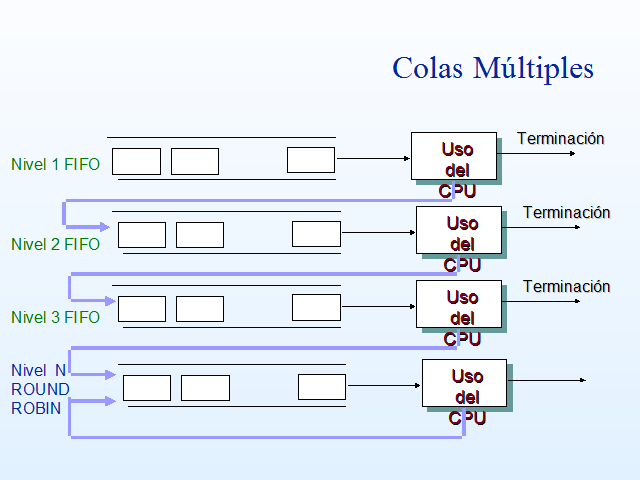 Colas Múltiples
Terminación
Nivel 1 FIFO
Uso
del
CPU
Terminación
Nivel 2 FIFO
Uso
del
CPU
Terminación
Nivel 3 FIFO
Uso
del
CPU
Nivel N
ROUND
ROBIN
Uso
del
CPU